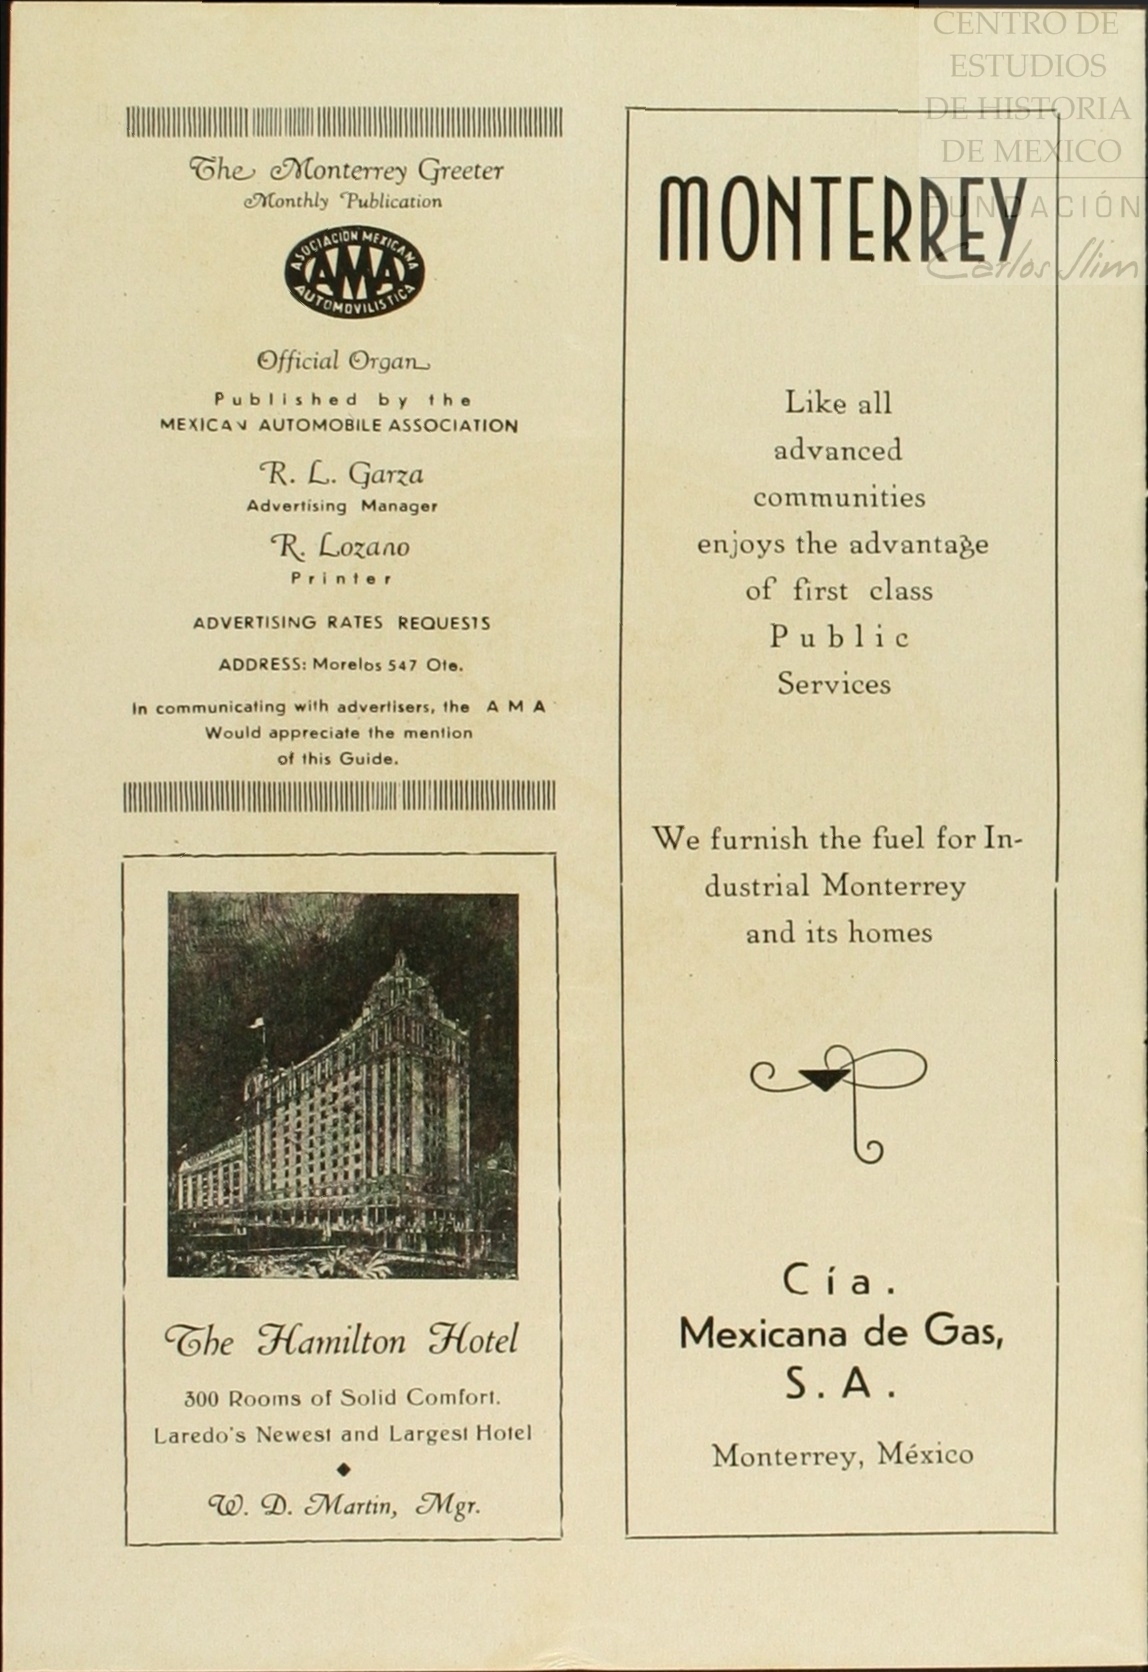 CENTRO DE
ESTUDIOS
DE HISTORIA
DE MEXICO
FUNDACIÓN
Carlos Slim
The Monterrey Greeter
Monthly Publication
ASOCIACION MEXICANA
AMA
AUTOMOVILISTICA
Official Organ
Published by the
MEXICAN AUTOMOBILE ASSOCIATION
R. L. Garza
Advertising Manager
R. Lozano
Printer
ADVERTISING RATES REQUESTS
ADDRESS: Morelos 547 Ote.
In communicating with advertisers, the A M A
Would appreciate the mention
of this Guide.
The Hamilton Hotel
300 Rooms of Solid Comfort.
Laredo's Newest and Largest Hotel
W. D. Martin, Mgr.
MONTERREY
Like all
advanced
communities
enjoys the advantage
of first class
Public
Services
We furnish the fuel for In-
dustrial Monterrey
and its homes
Cía.
Mexicana de Gas,
S. A.
Monterrey, México